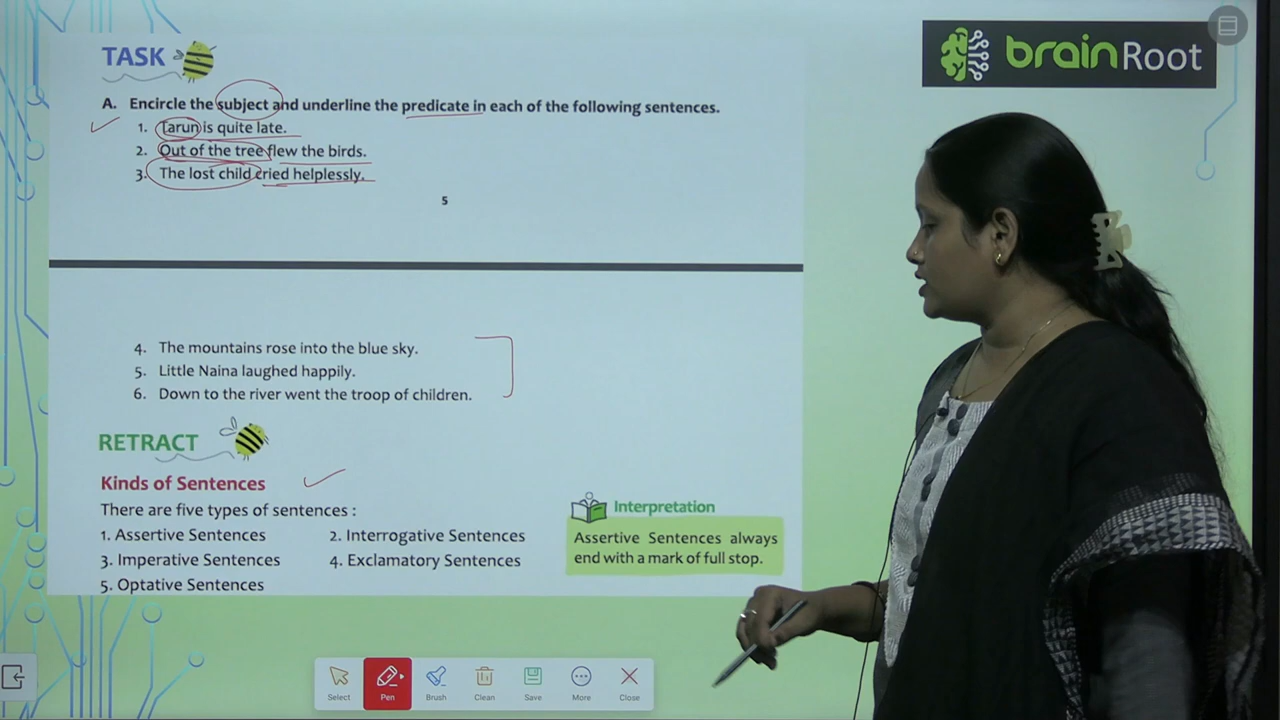 TASK
brainRoot
A. Encircle the subject and underline the predicate in each of the following sentences.
1. Tarun is quite late.
2. Out of the tree flew the birds.
3. The lost child cried helplessly.
5
4. The mountains rose into the blue sky.
5. Little Naina laughed happily.
6. Down to the river went the troop of children.
RETRACT
Kinds of Sentences
There are five types of sentences :
1. Assertive Sentences 2. Interrogative Sentences
3. Imperative Sentences 4. Exclamatory Sentences
5. Optative Sentences
Interpretation
Assertive Sentences always
end with a mark of full stop.
Select Pen Brush Clean Save More Close